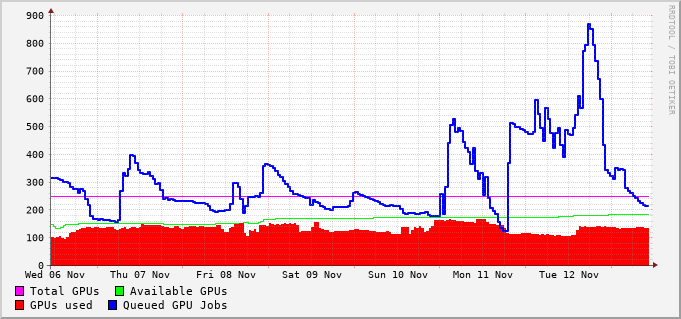 900
800
700
600
500
400
300
200
100
0
Wed 06 Nov Thu 07 Nov Fri 08 Nov Sat 09 Nov Sun 10 Nov Mon 11 Nov Tue 12 Nov
Total GPUs Available GPUs
GPUs used Queued GPU Jobs
RRDTOOL / TOBI OETIKER